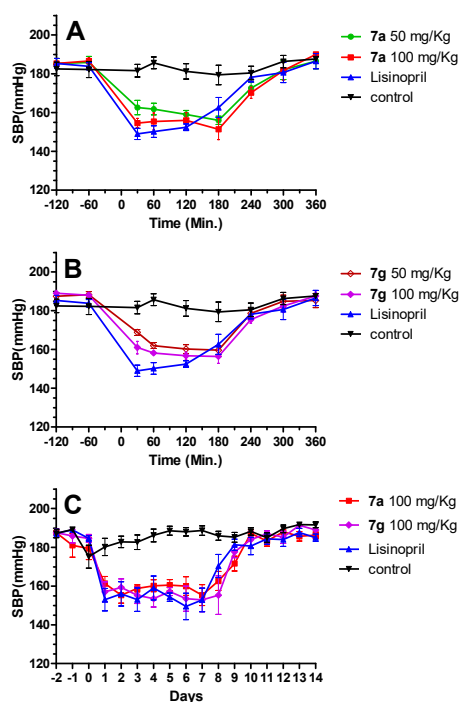 A
SBP(mmHg)
200
180
160
140
120
-120 -60 0 60 120 180 240 300 360
Time (Min.)
7a 50 mg/Kg
7a 100 mg/Kg
Lisinopril
control
B
SBP(mmHg)
200
180
160
140
120
-120 -60 0 60 120 180 240 300 360
Time (Min.)
7g 50 mg/Kg
7g 100 mg/Kg
Lisinopril
control
C
SBP(mmHg)
200
180
160
140
120
-2 -1 0 1 2 3 4 5 6 7 8 9 10 11 12 13 14
Days
7a 100 mg/Kg
7g 100 mg/Kg
Lisinopril
control